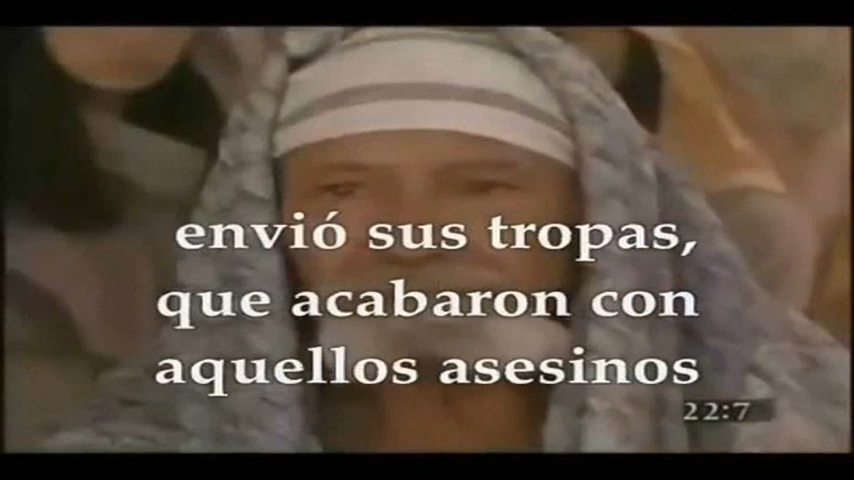 envió sus tropas,
que acabaron con
aquellos asesinos
22:7